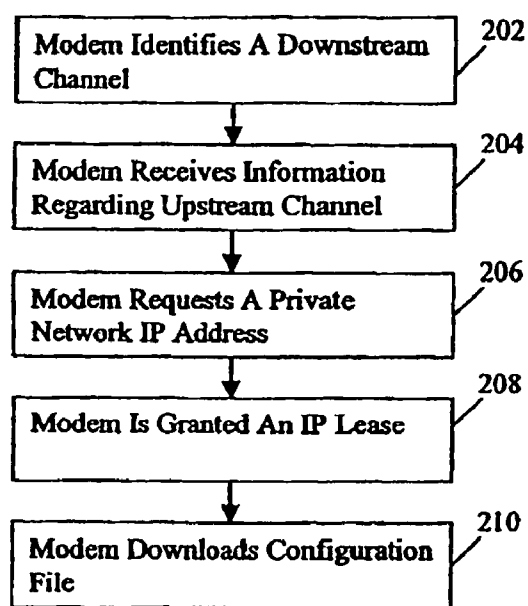 Modem Identifies A Downstream
Channel
202
Modem Receives Information
Regarding Upstream Channel
204
Modem Requests A Private
Network IP Address
206
Modem Is Granted An IP Lease
208
Modem Downloads Configuration
File
210